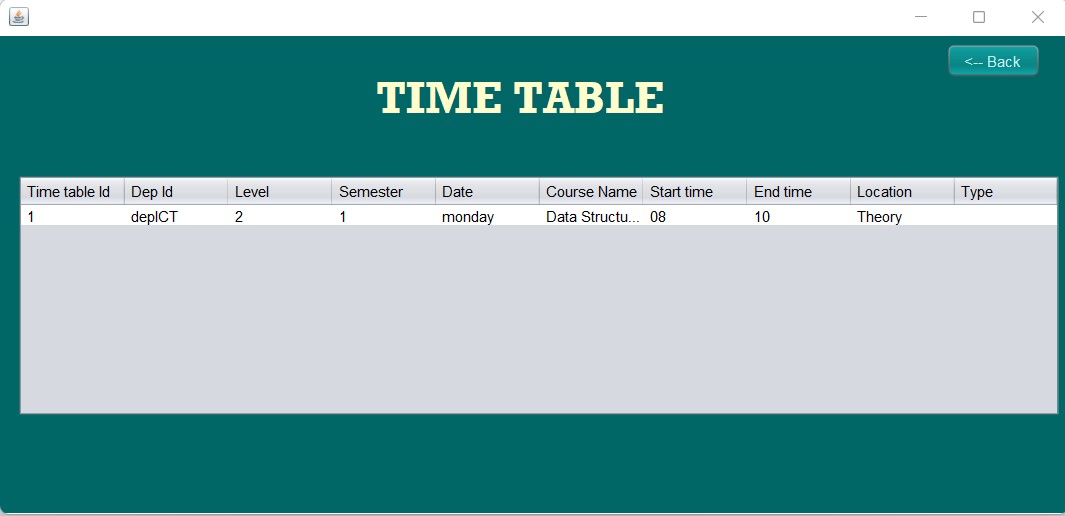 <-- Back
TIME TABLE
Time table Id Dep Id Level Semester Date Course Name Start time End time Location Type
1 depICT 2 1 monday Data Structu... 08 10 Theory